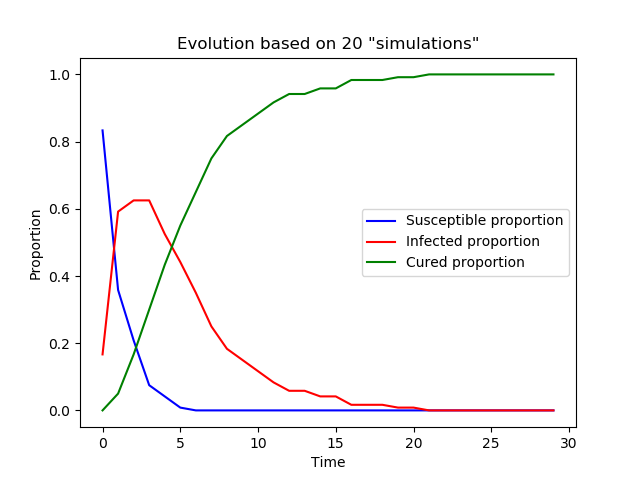 Evolution based on 20 "simulations"
1.0
0.8
0.6
0.4
0.2
0.0
Proportion
Susceptible proportion
Infected proportion
Cured proportion
0 5 10 15 20 25 30
Time